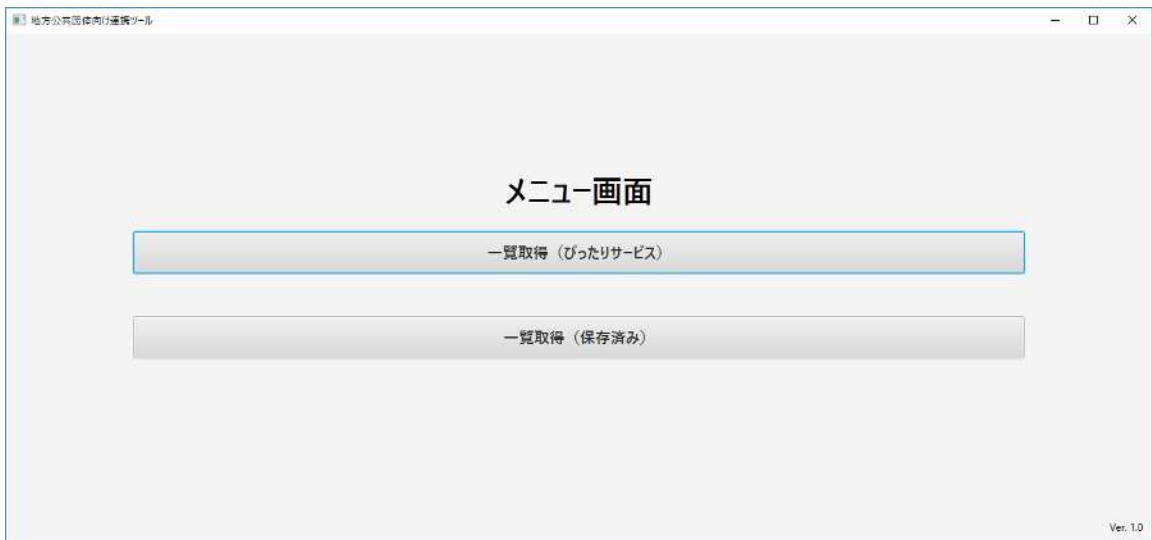 地方公共団体向け連携ツール
メニュー画面
一覧取得（ぴったりサービス）
一覧取得（保存済み）
Ver. 1.0